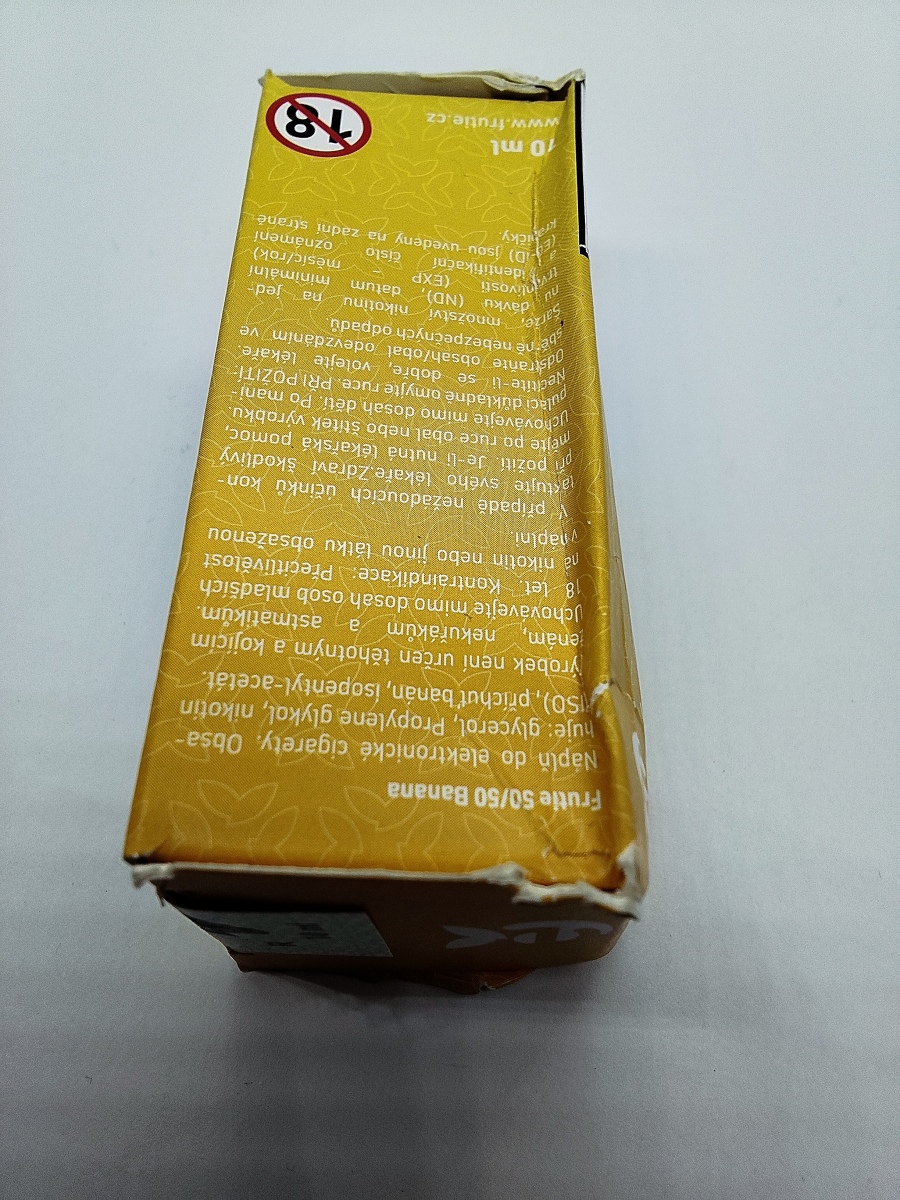 Frutie 50/50 Banana
Náplň do elektronické cigarety. Obsa-
huje: glycerol, Propylene glykol, nikotin
(ISO), příchuť banán, isopentyl-acetát.
Výrobek není určen těhotným a kojícím
ženám, nekuřákům a astmatikům.
Uchovávejte mimo dosah osob mladších
18 let. Kontraindikace: Přecitlivělost
na nikotin nebo jinou látku obsaženou
v náplni.
V případě nežádoucích účinků kon-
taktujte svého lékaře.Zdraví škodlivý
při požití. Je-li nutná lékařská pomoc,
mějte po ruce obal nebo štítek výrobku.
Uchovávejte mimo dosah dětí. Po mani-
pulaci důkladně omyjte ruce. PŘI POŽITÍ:
Necítíte-li se dobře, volejte lékaře.
Odstraňte obsah/obal odevzdáním ve
sběrně nebezpečných odpadů
Šarže, množství nikotinu na jed-
nu dávku (ND), datum minimální
trvanlivosti (EXP - měsíc/rok)
a identifikační číslo oznámení
(EC-ID) jsou uvedeny na zadní straně
krabičky.
10 ml
www.frutie.cz
18